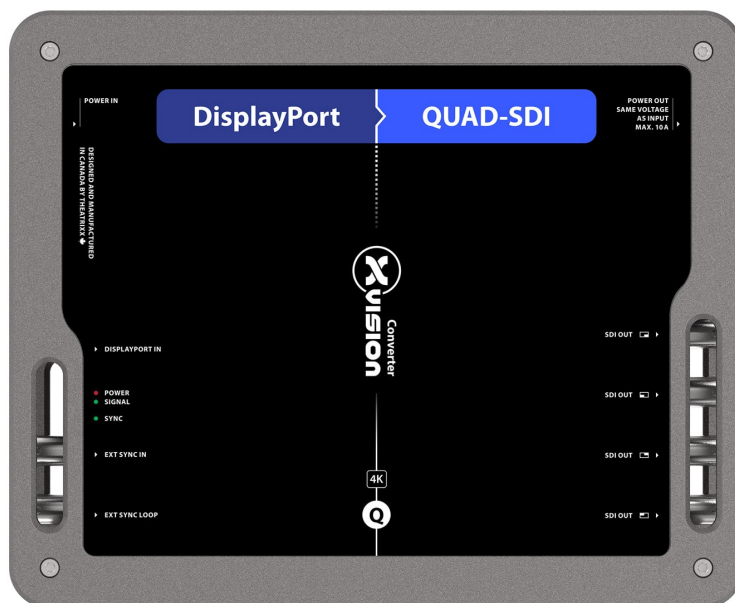 POWER IN
DisplayPort
QUAD-SDI
POWER OUT
SAME VOLTAGE
AS INPUT
MAX. 10A
DESIGNED AND MANUFACTURED
IN CANADA BY THEATRIXX
Xvision
Converter
DISPLAYPORT IN
POWER
SIGNAL
SYNC
EXT SYNC IN
EXT SYNC LOOP
SDI OUT
SDI OUT
SDI OUT
SDI OUT
4K
Q